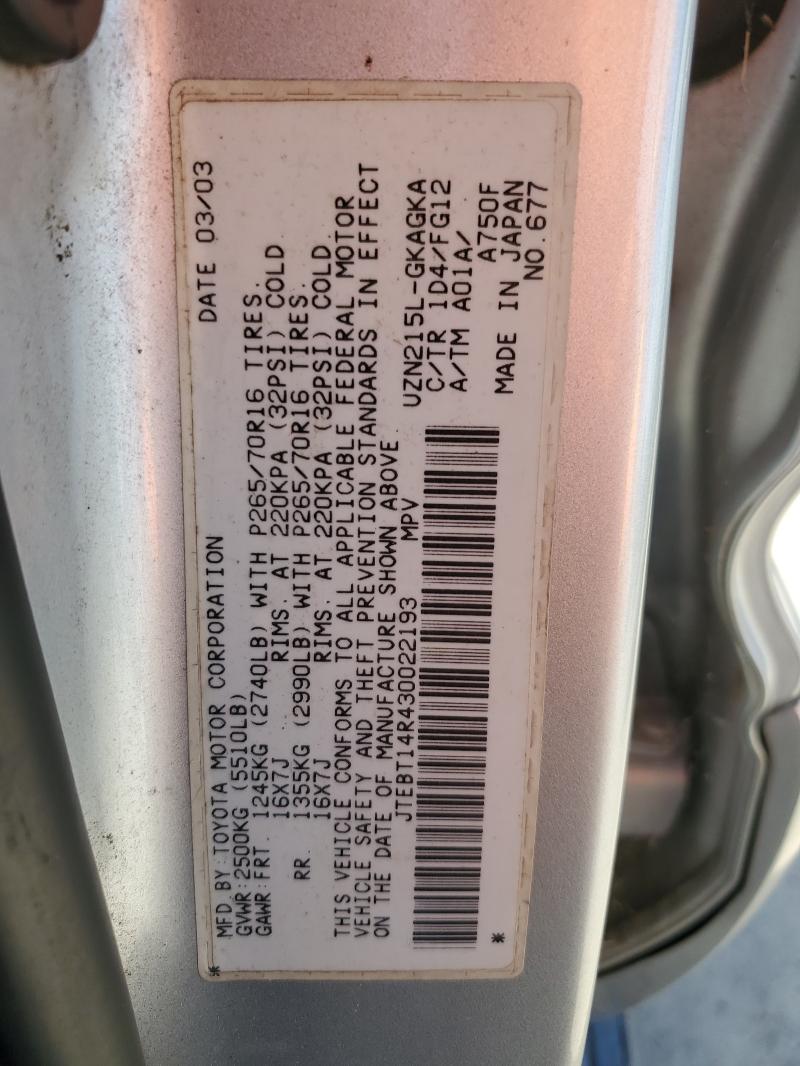 MFD BY:TOYOTA MOTOR CORPORATION DATE 03/03
GVWR:2500KG (5510LB)
GAWR:FRT. 1245KG (2740LB) WITH P265/70R16 TIRES.
16X7J RIMS. AT 220KPA (32PSI) COLD
RR. 1355KG (2990LB) WITH P265/70R16 TIRES.
16X7J RIMS. AT 220KPA (32PSI) COLD
THIS VEHICLE CONFORMS TO ALL APPLICABLE FEDERAL MOTOR
VEHICLE SAFETY AND THEFT PREVENTION STANDARDS IN EFFECT
ON THE DATE OF MANUFACTURE SHOWN ABOVE
JTEBT14R430022193 MPV UZN215L-GKAGKA
C/TR 1D4/FG12
A/TM A01A/ A750F
MADE IN JAPAN
NO.677